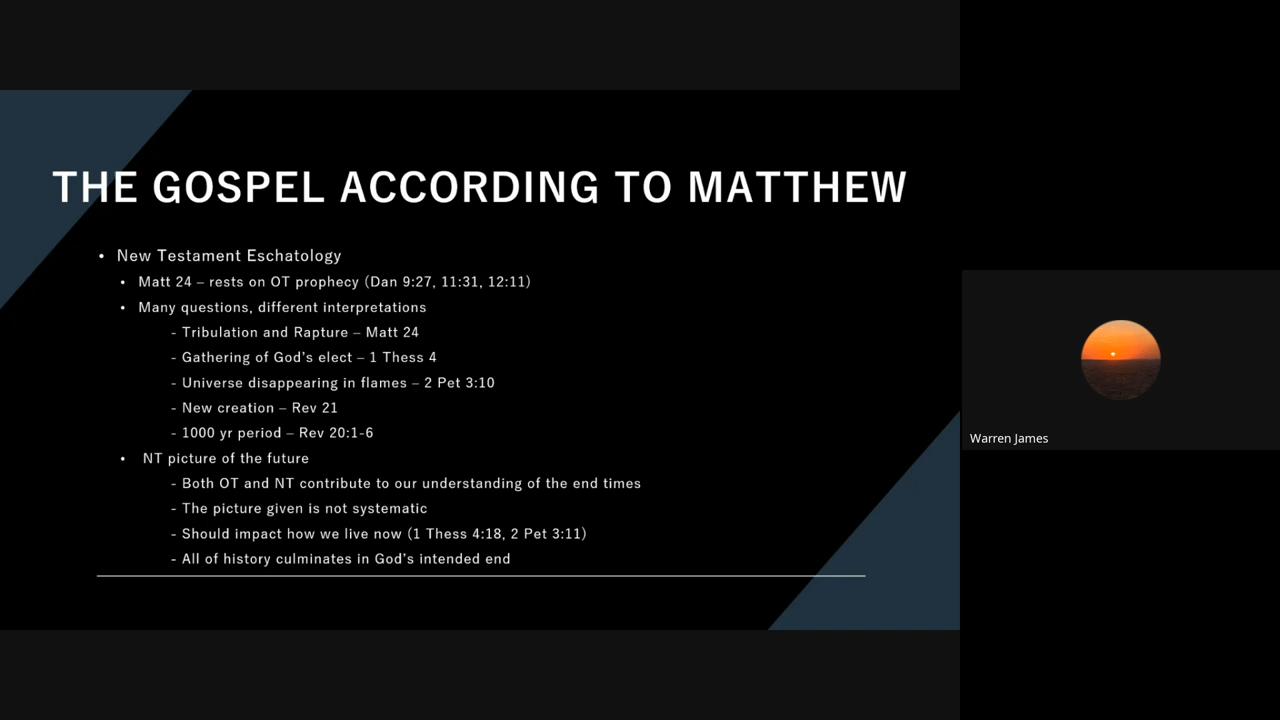 THE GOSPEL ACCORDING TO MATTHEW
• New Testament Eschatology
• Matt 24 – rests on OT prophecy (Dan 9:27, 11:31, 12:11)
• Many questions, different interpretations
- Tribulation and Rapture – Matt 24
- Gathering of God's elect – 1 Thess 4
- Universe disappearing in flames – 2 Pet 3:10
- New creation – Rev 21
- 1000 yr period – Rev 20:1-6
• NT picture of the future
- Both OT and NT contribute to our understanding of the end times
- The picture given is not systematic
- Should impact how we live now (1 Thess 4:18, 2 Pet 3:11)
- All of history culminates in God's intended end
Warren James